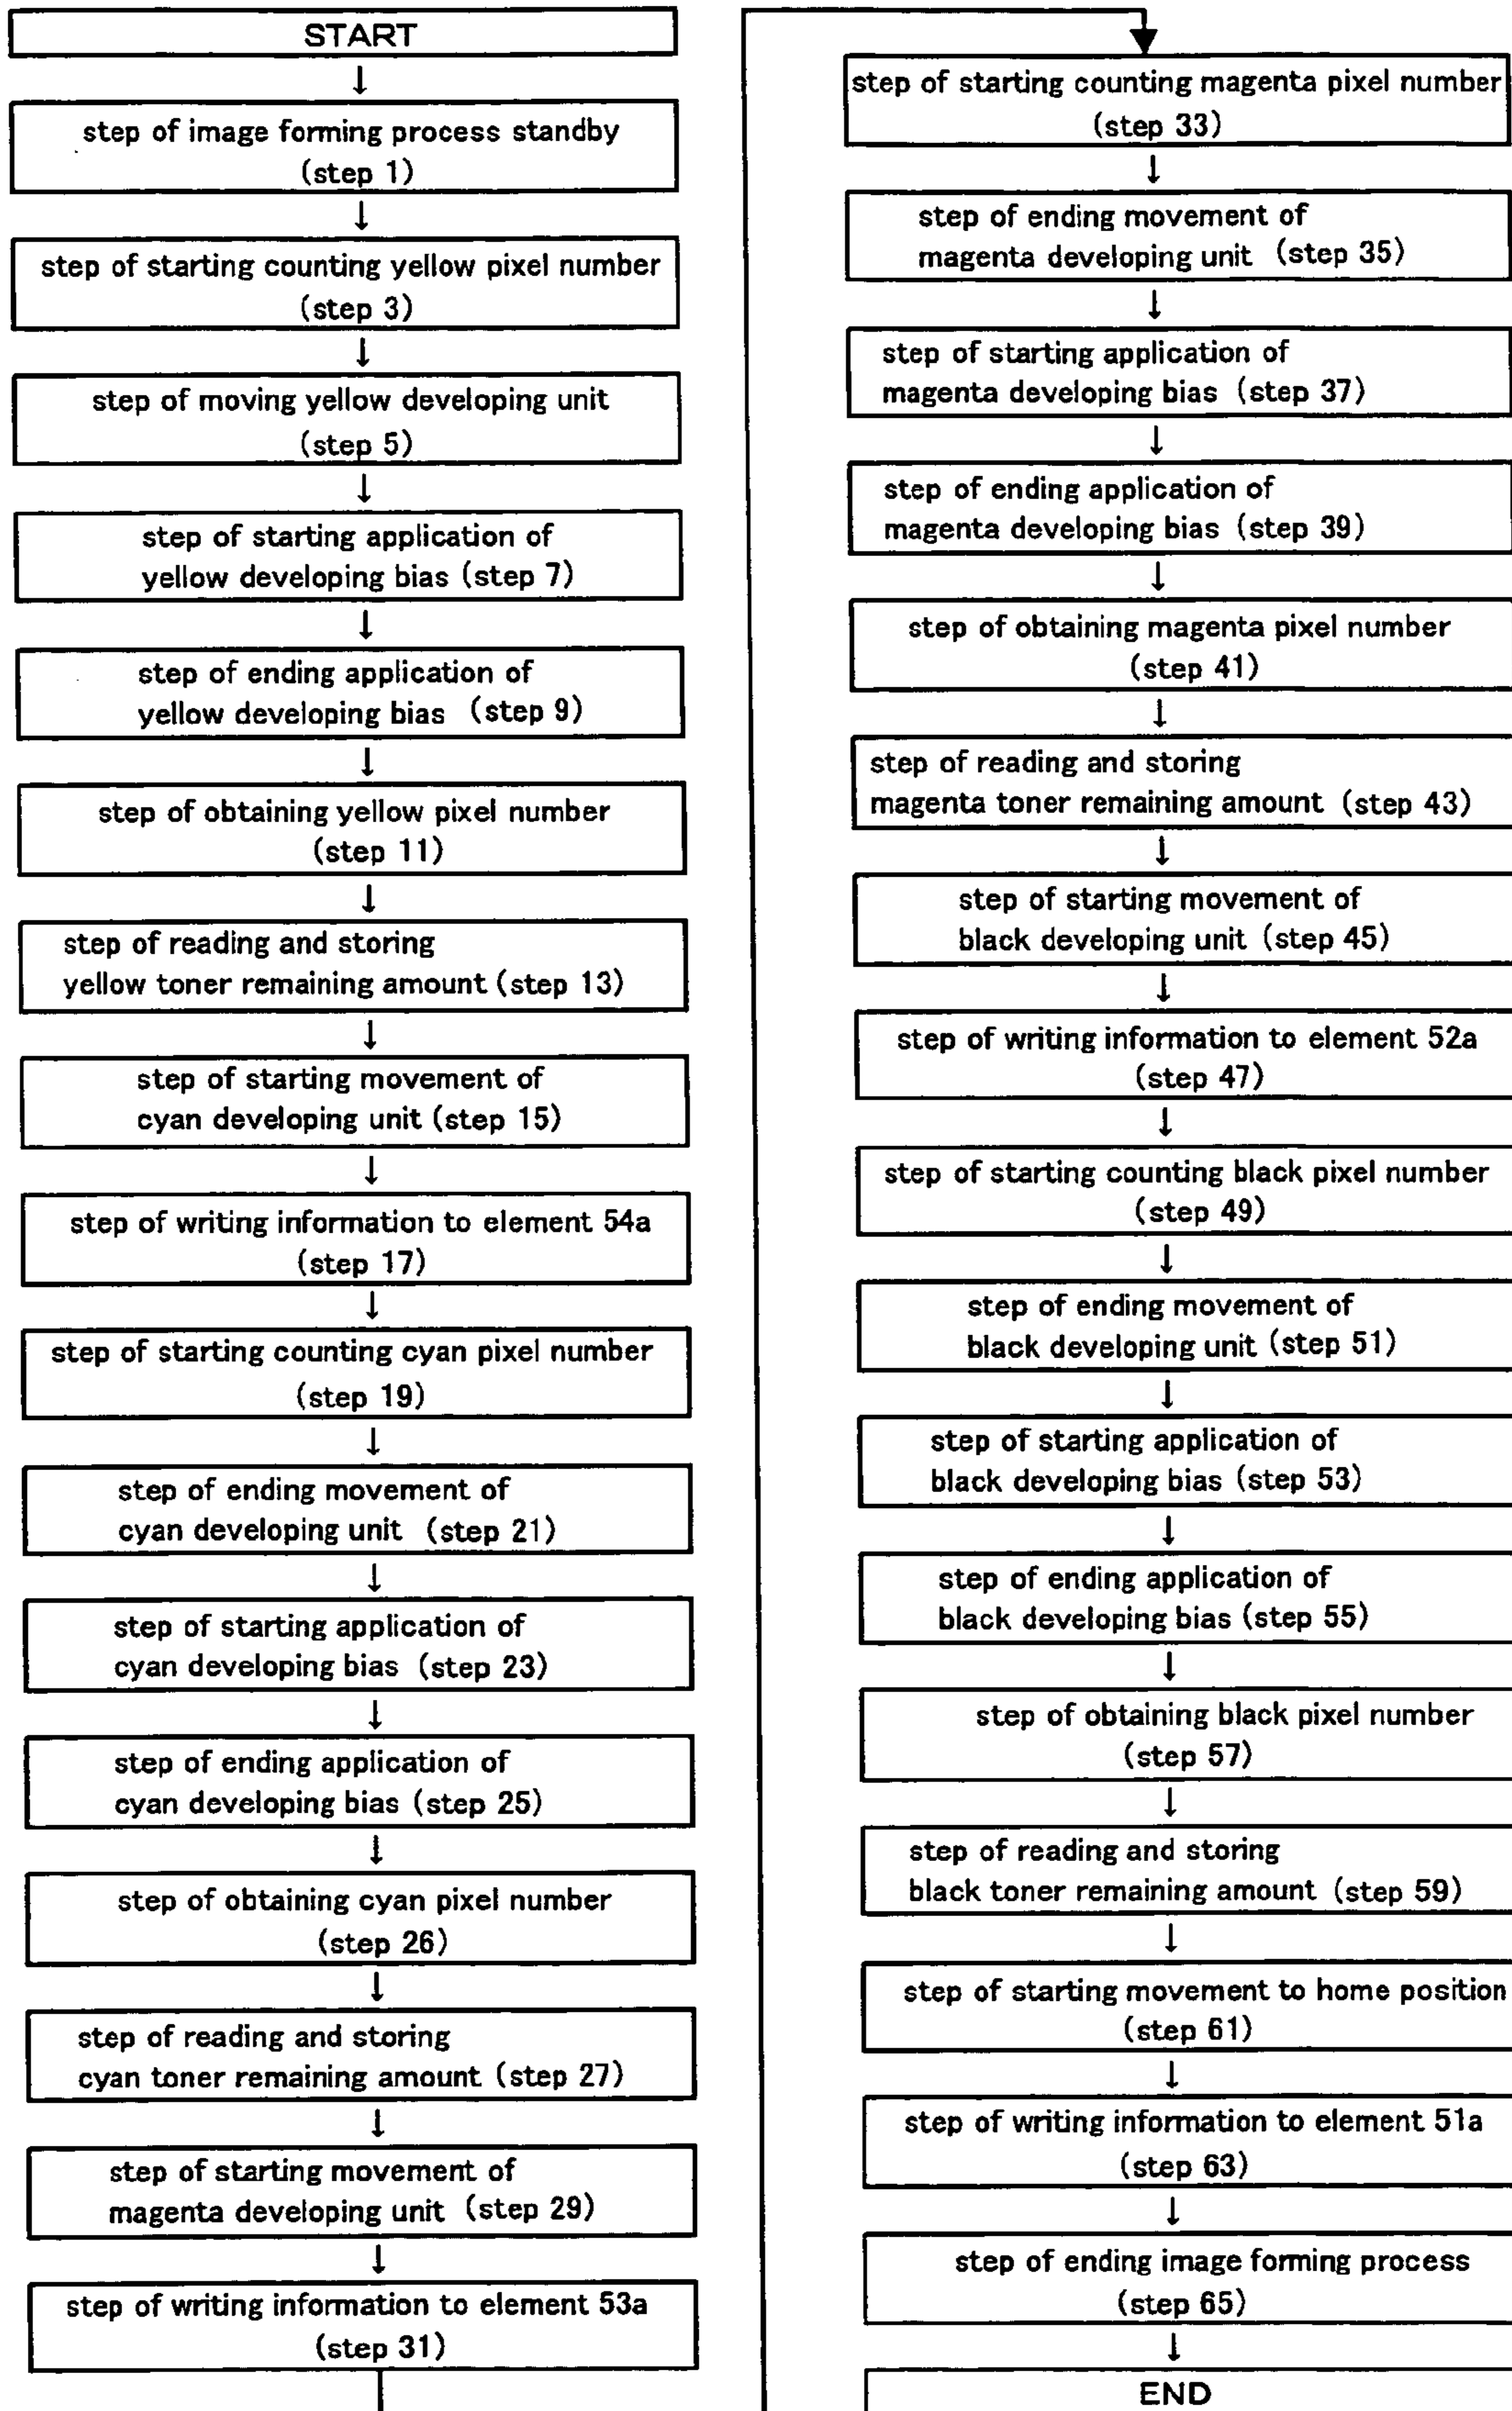 START
step of image forming process standby
(step 1)
step of starting counting yellow pixel number
(step 3)
step of moving yellow developing unit
(step 5)
step of starting application of
yellow developing bias (step 7)
step of ending application of
yellow developing bias (step 9)
step of obtaining yellow pixel number
(step 11)
step of reading and storing
yellow toner remaining amount (step 13)
step of starting movement of
cyan developing unit (step 15)
step of writing information to element 54a
(step 17)
step of starting counting cyan pixel number
(step 19)
step of ending movement of
cyan developing unit (step 21)
step of starting application of
cyan developing bias (step 23)
step of ending application of
cyan developing bias (step 25)
step of obtaining cyan pixel number
(step 26)
step of reading and storing
cyan toner remaining amount (step 27)
step of starting movement of
magenta developing unit (step 29)
step of writing information to element 53a
(step 31)
step of starting counting magenta pixel number
(step 33)
step of ending movement of
magenta developing unit (step 35)
step of starting application of
magenta developing bias (step 37)
step of ending application of
magenta developing bias (step 39)
step of obtaining magenta pixel number
(step 41)
step of reading and storing
magenta toner remaining amount (step 43)
step of starting movement of
black developing unit (step 45)
step of writing information to element 52a
(step 47)
step of starting counting black pixel number
(step 49)
step of ending movement of
black developing unit (step 51)
step of starting application of
black developing bias (step 53)
step of ending application of
black developing bias (step 55)
step of obtaining black pixel number
(step 57)
step of reading and storing
black toner remaining amount (step 59)
step of starting movement to home position
(step 61)
step of writing information to element 51a
(step 63)
step of ending image forming process
(step 65)
END